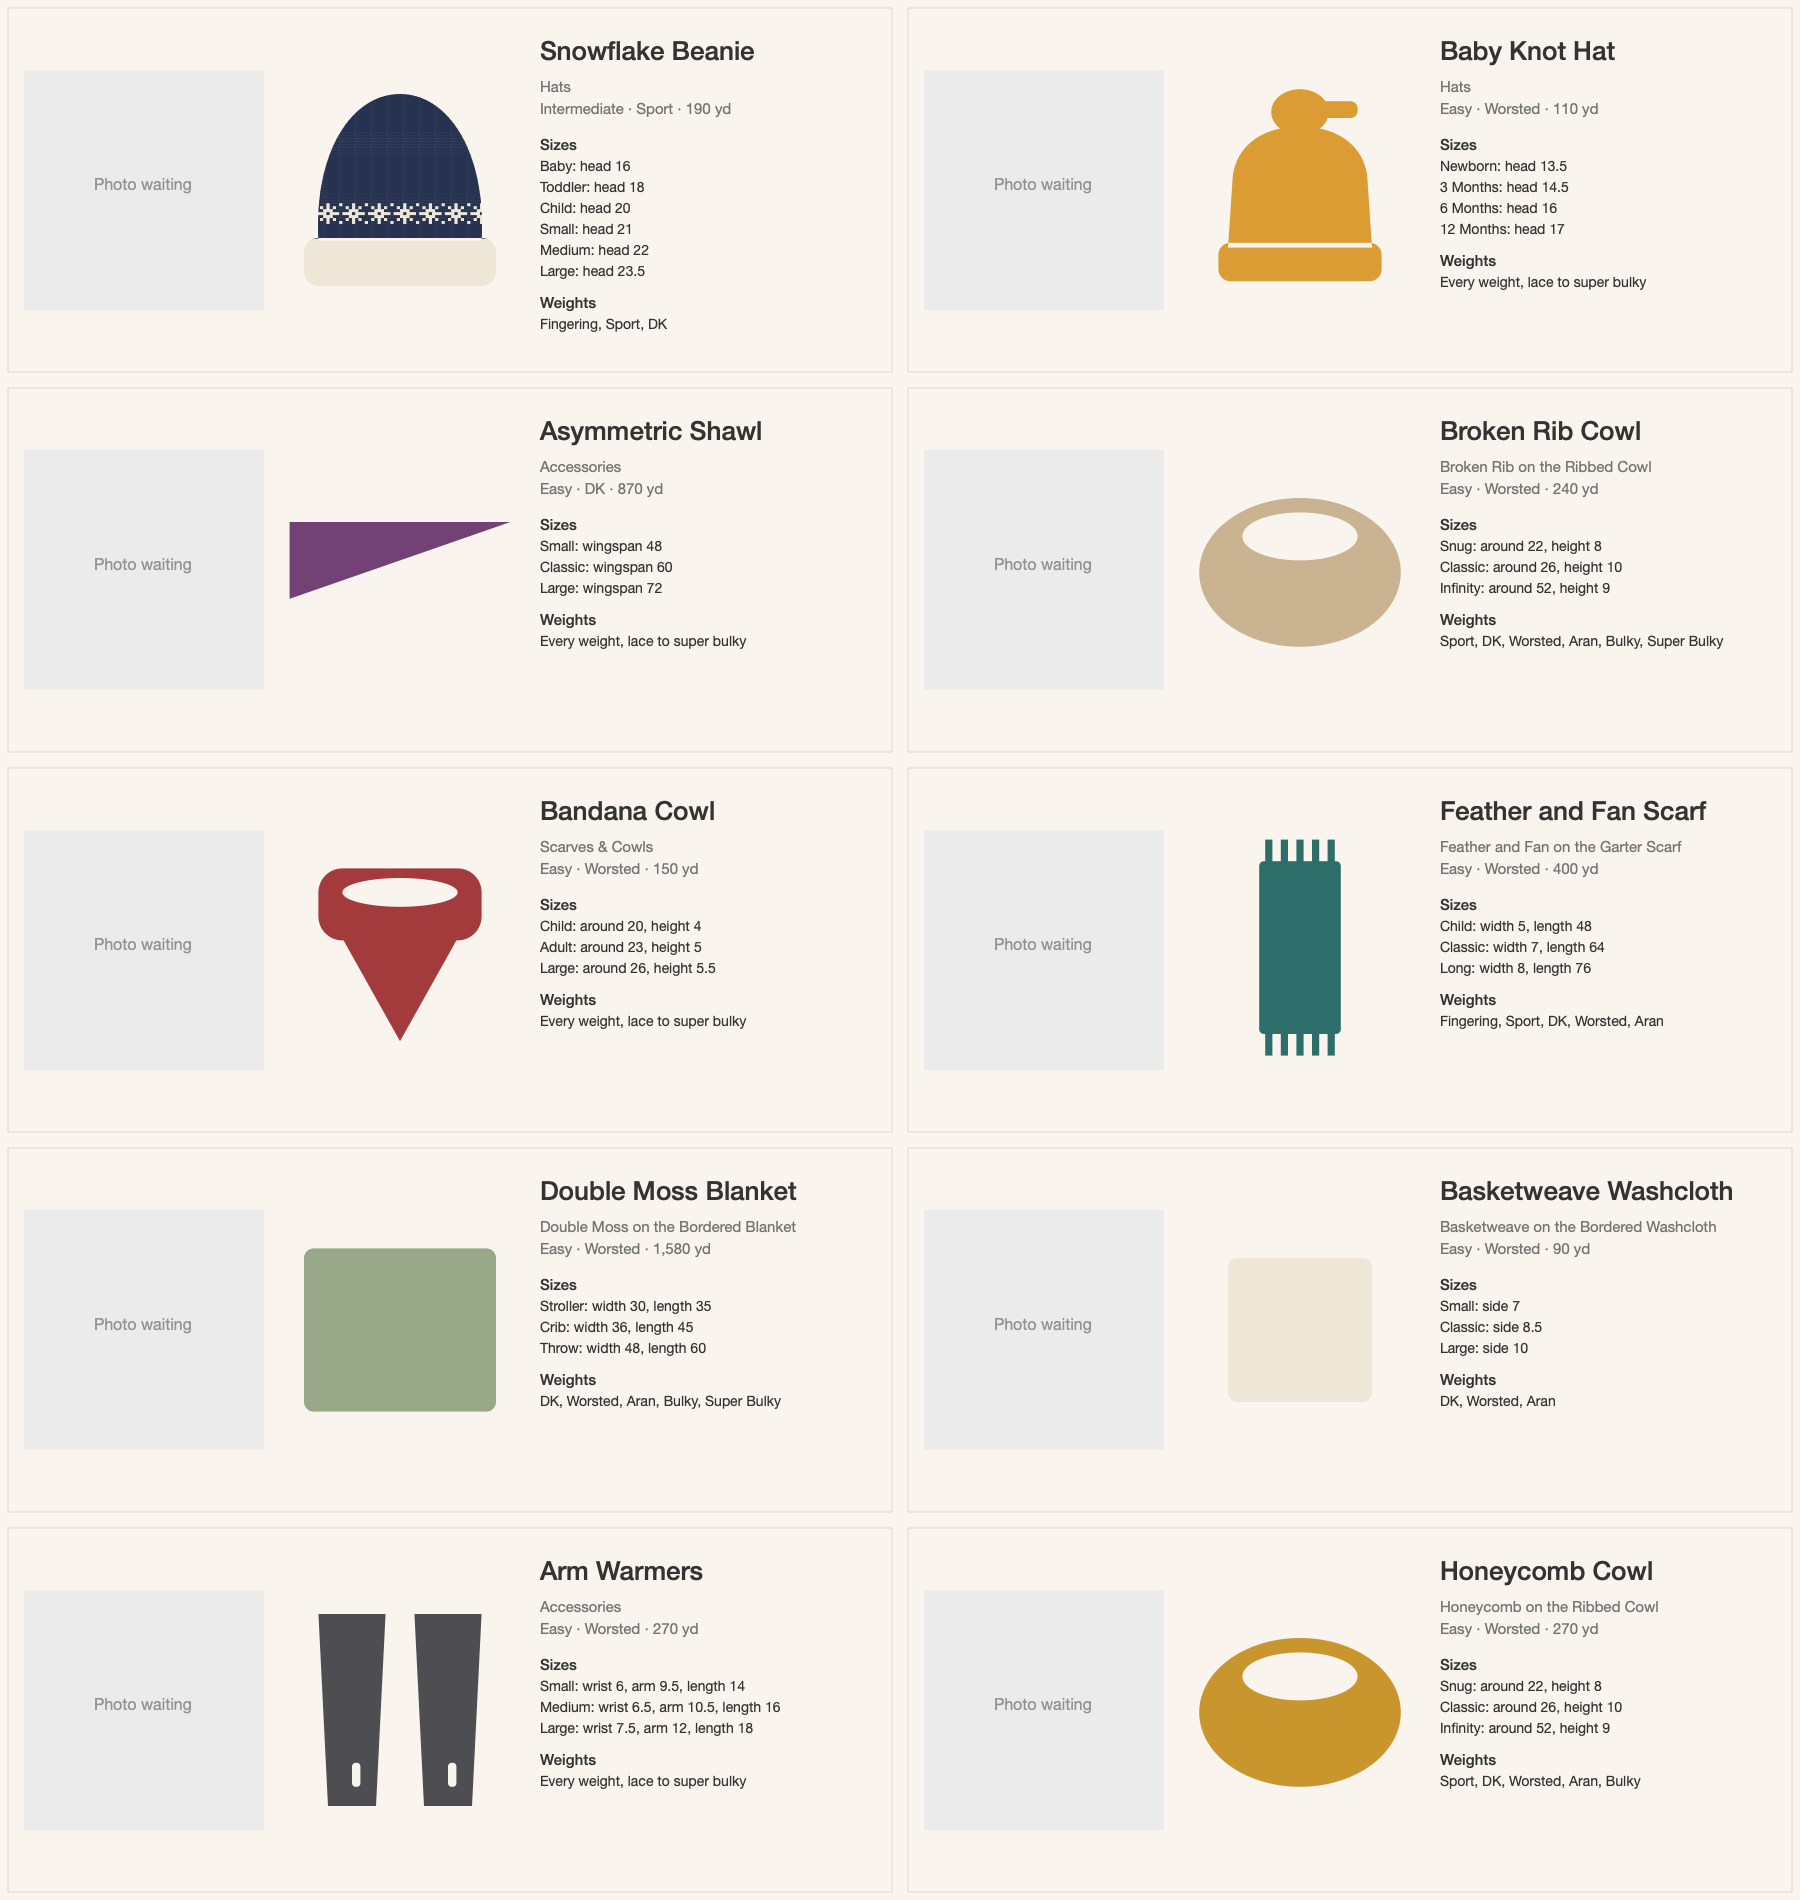 Photo waiting
Snowflake Beanie
Hats
Intermediate · Sport · 190 yd
Sizes
Baby: head 16
Toddler: head 18
Child: head 20
Small: head 21
Medium: head 22
Large: head 23.5
Weights
Fingering, Sport, DK
Photo waiting
Baby Knot Hat
Hats
Easy · Worsted · 110 yd
Sizes
Newborn: head 13.5
3 Months: head 14.5
6 Months: head 16
12 Months: head 17
Weights
Every weight, lace to super bulky
Photo waiting
Asymmetric Shawl
Accessories
Easy · DK · 870 yd
Sizes
Small: wingspan 48
Classic: wingspan 60
Large: wingspan 72
Weights
Every weight, lace to super bulky
Photo waiting
Broken Rib Cowl
Broken Rib on the Ribbed Cowl
Easy · Worsted · 240 yd
Sizes
Snug: around 22, height 8
Classic: around 26, height 10
Infinity: around 52, height 9
Weights
Sport, DK, Worsted, Aran, Bulky, Super Bulky
Photo waiting
Bandana Cowl
Scarves & Cowls
Easy · Worsted · 150 yd
Sizes
Child: around 20, height 4
Adult: around 23, height 5
Large: around 26, height 5.5
Weights
Every weight, lace to super bulky
Photo waiting
Feather and Fan Scarf
Feather and Fan on the Garter Scarf
Easy · Worsted · 400 yd
Sizes
Child: width 5, length 48
Classic: width 7, length 64
Long: width 8, length 76
Weights
Fingering, Sport, DK, Worsted, Aran
Photo waiting
Double Moss Blanket
Double Moss on the Bordered Blanket
Easy · Worsted · 1,580 yd
Sizes
Stroller: width 30, length 35
Crib: width 36, length 45
Throw: width 48, length 60
Weights
DK, Worsted, Aran, Bulky, Super Bulky
Photo waiting
Basketweave Washcloth
Basketweave on the Bordered Washcloth
Easy · Worsted · 90 yd
Sizes
Small: side 7
Classic: side 8.5
Large: side 10
Weights
DK, Worsted, Aran
Photo waiting
Arm Warmers
Accessories
Easy · Worsted · 270 yd
Sizes
Small: wrist 6, arm 9.5, length 14
Medium: wrist 6.5, arm 10.5, length 16
Large: wrist 7.5, arm 12, length 18
Weights
Every weight, lace to super bulky
Photo waiting
Honeycomb Cowl
Honeycomb on the Ribbed Cowl
Easy · Worsted · 270 yd
Sizes
Snug: around 22, height 8
Classic: around 26, height 10
Infinity: around 52, height 9
Weights
Sport, DK, Worsted, Aran, Bulky